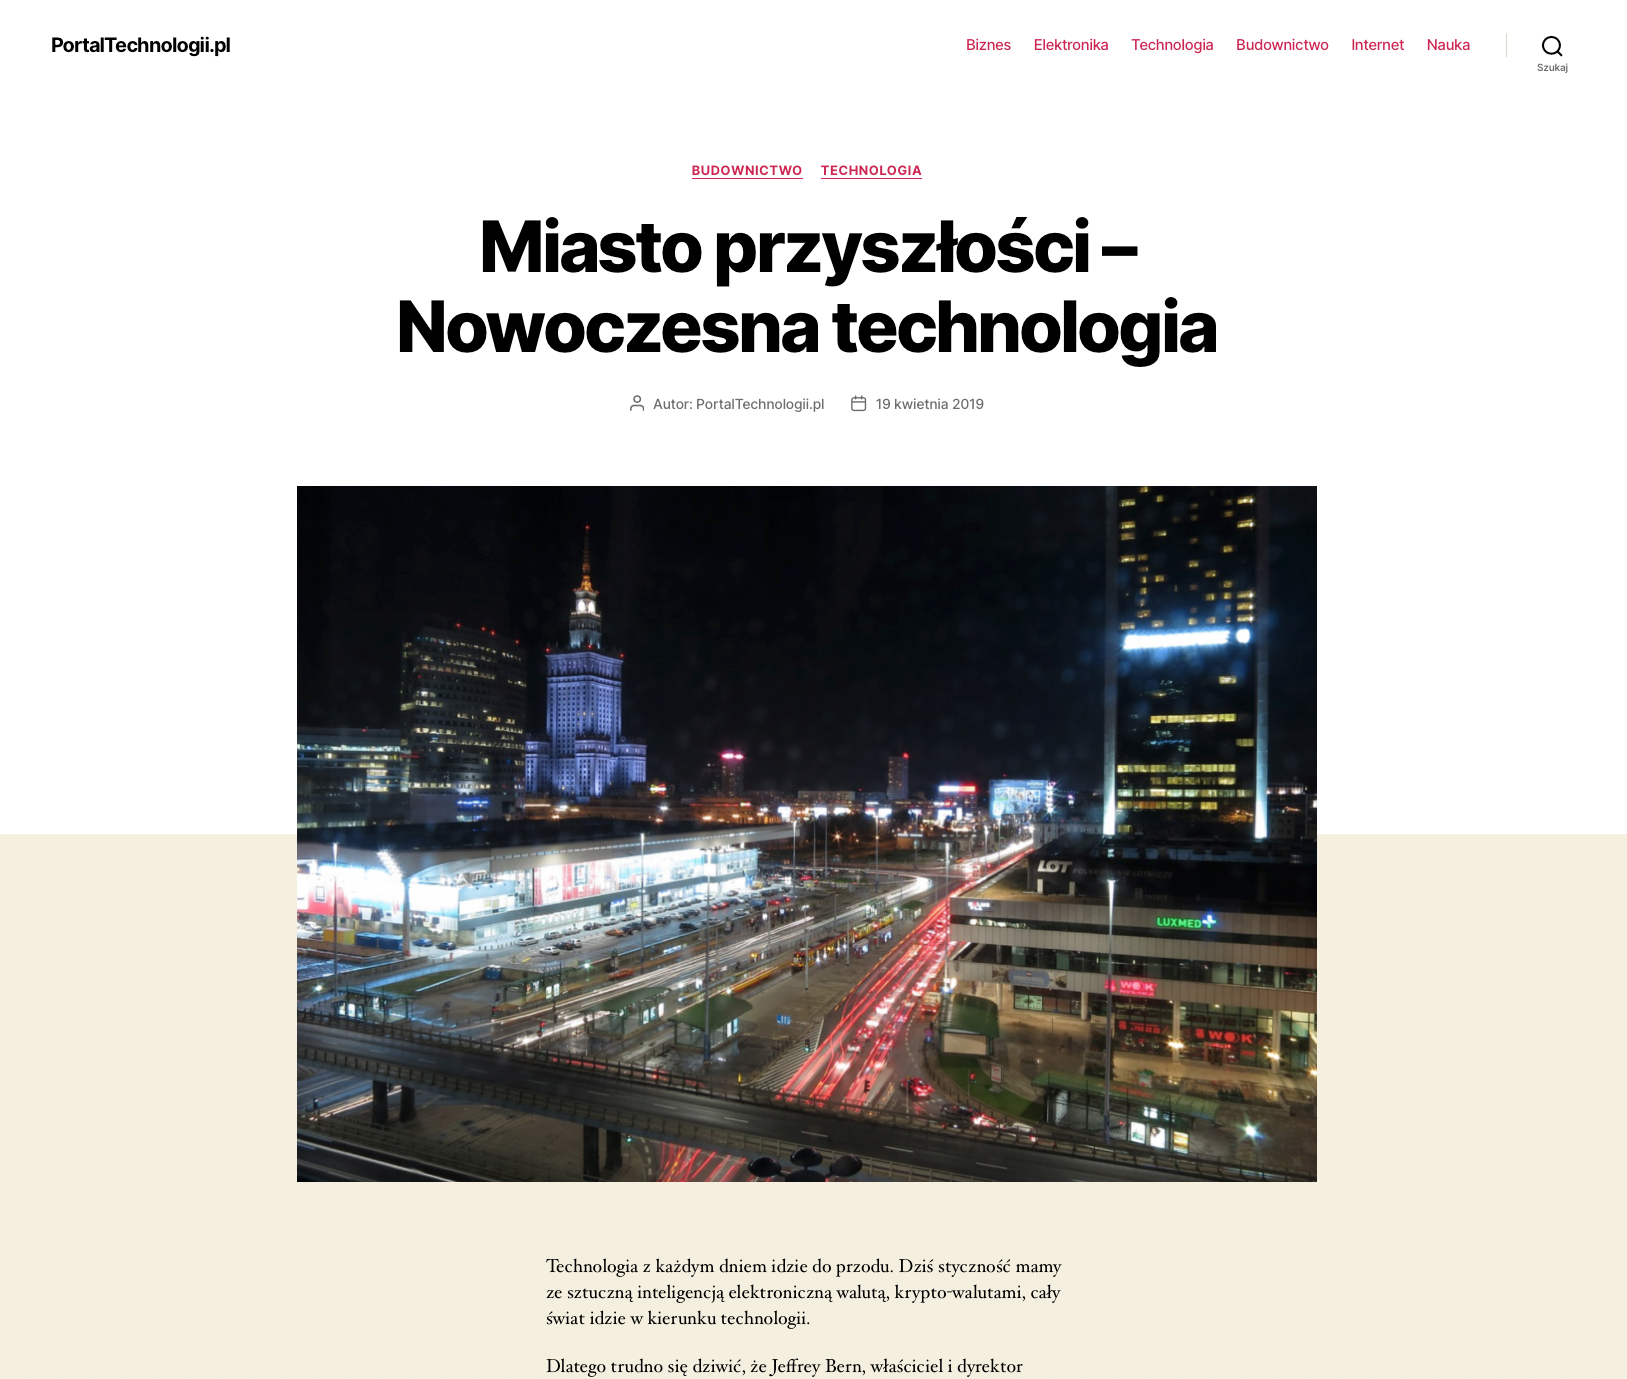 PortalTechnologii.pl
Biznes Elektronika Technologia Budownictwo Internet Nauka
Szukaj
BUDOWNICTWO TECHNOLOGIA
Miasto przyszłości –
Nowoczesna technologia
Autor: PortalTechnologii.pl 19 kwietnia 2019
LOT
LUXMED
WOK
WOK
Technologia z każdym dniem idzie do przodu. Dziś styczność mamy
ze sztuczną inteligencją elektroniczną walutą, krypto-walutami, cały
świat idzie w kierunku technologii.
Dlatego trudno się dziwić, że Jeffrey Bern, właściciel i dyrektor